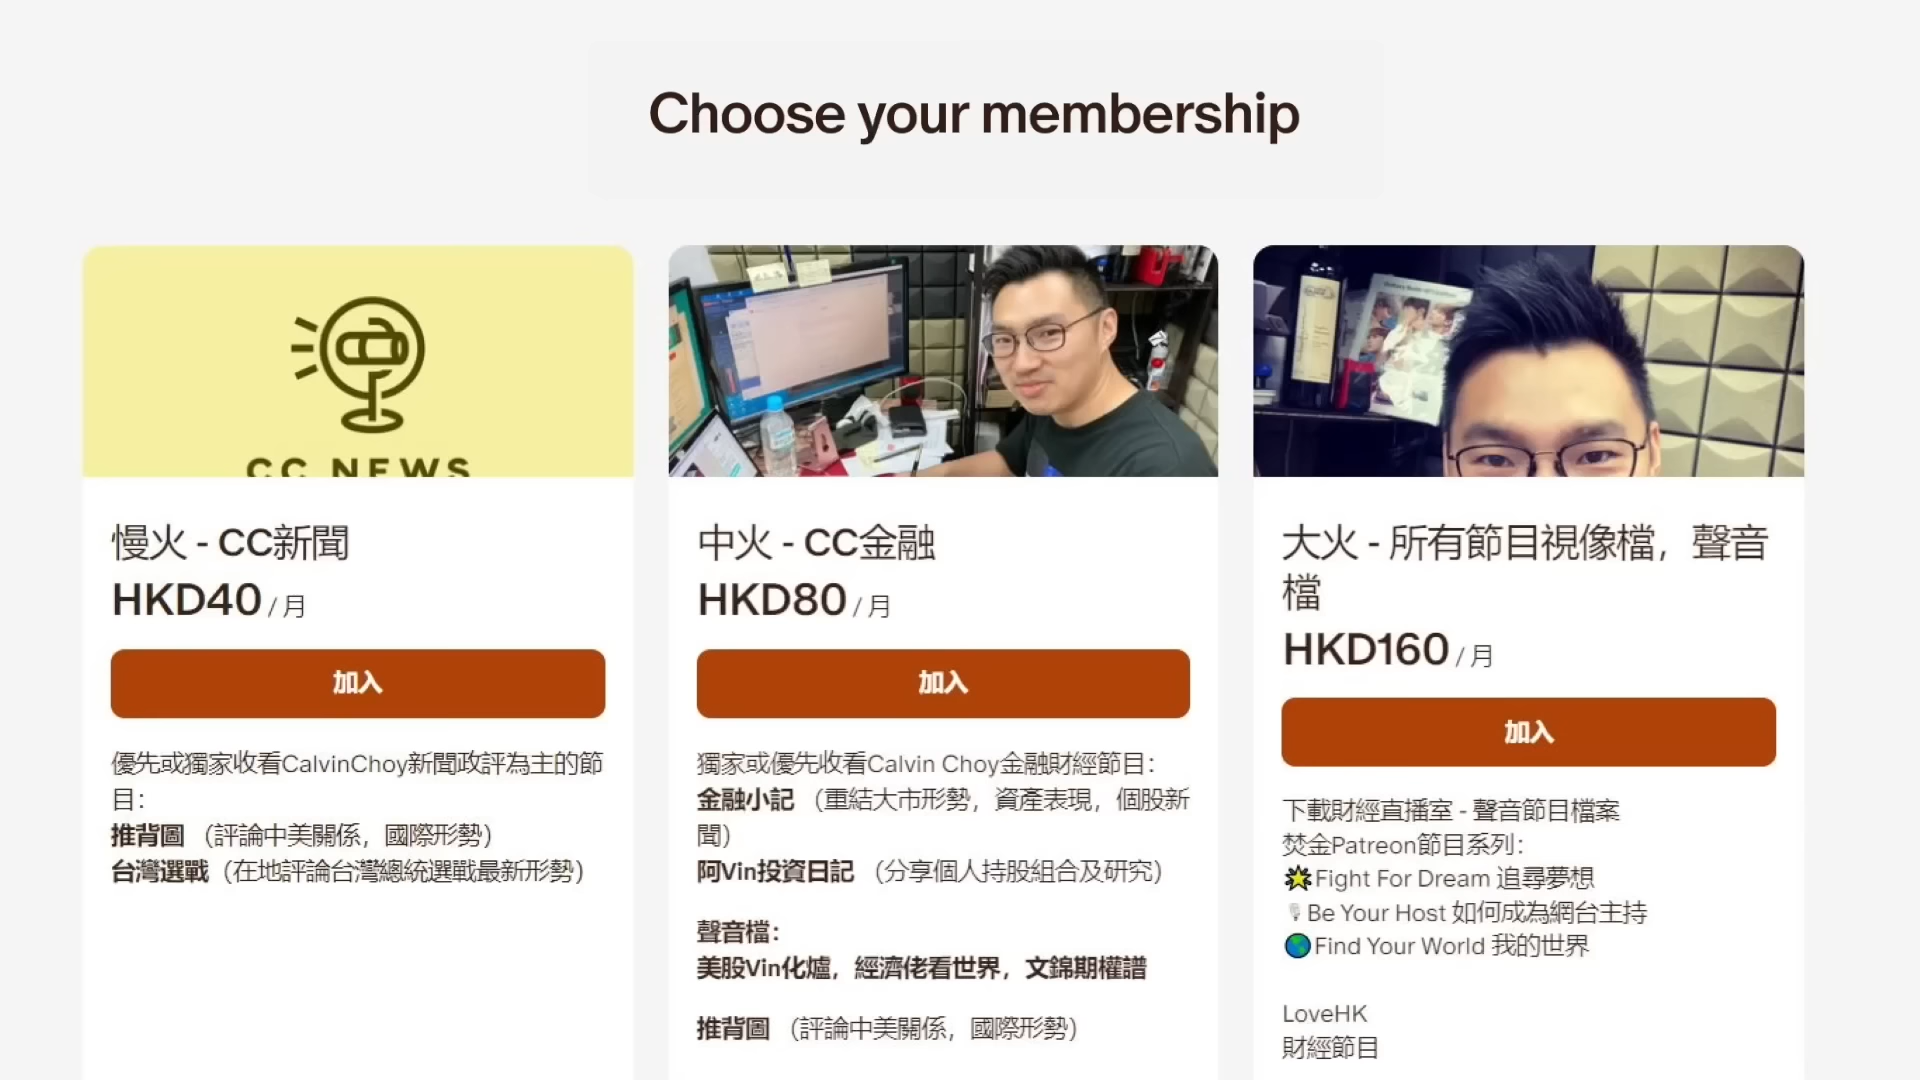 Choose your membership
CC NEWS
慢火 - CC新聞
HKD40 / 月
加入
優先或獨家收看CalvinChoy新聞政評為主的節
目：
推背圖 （評論中美關係，國際形勢）
台灣選戰（在地評論台灣總統選戰最新形勢）
中火 - CC金融
HKD80 / 月
加入
獨家或優先收看Calvin Choy金融財經節目：
金融小記 （重結大市形勢，資產表現，個股新
聞）
阿Vin投資日記 （分享個人持股組合及研究）
聲音檔：
美股Vin化爐，經濟佬看世界，文錦期權譜
推背圖 （評論中美關係，國際形勢）
大火 - 所有節目視像檔，聲音
檔
HKD160 / 月
加入
下載財經直播室 - 聲音節目檔案
焚金Patreon節目系列：
🌟Fight For Dream 追尋夢想
🎙Be Your Host 如何成為網台主持
🌏Find Your World 我的世界
LoveHK
財經節目